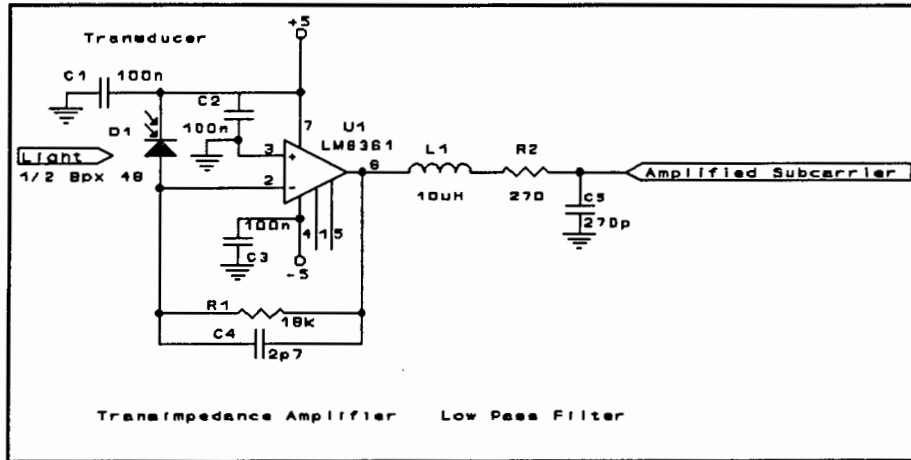 +5
Transducer
C1 100n
C2
100n
D1
7
U1
LM6361
3
+
Light
1/2 Bpx 48
2
-
6
L1
10uH
R2
270
Amplified Subcarrier
C5
270p
100n
C3
4 1 5
-5
R1
18k
C4
2p7
Transimpedance Amplifier Low Pass Filter